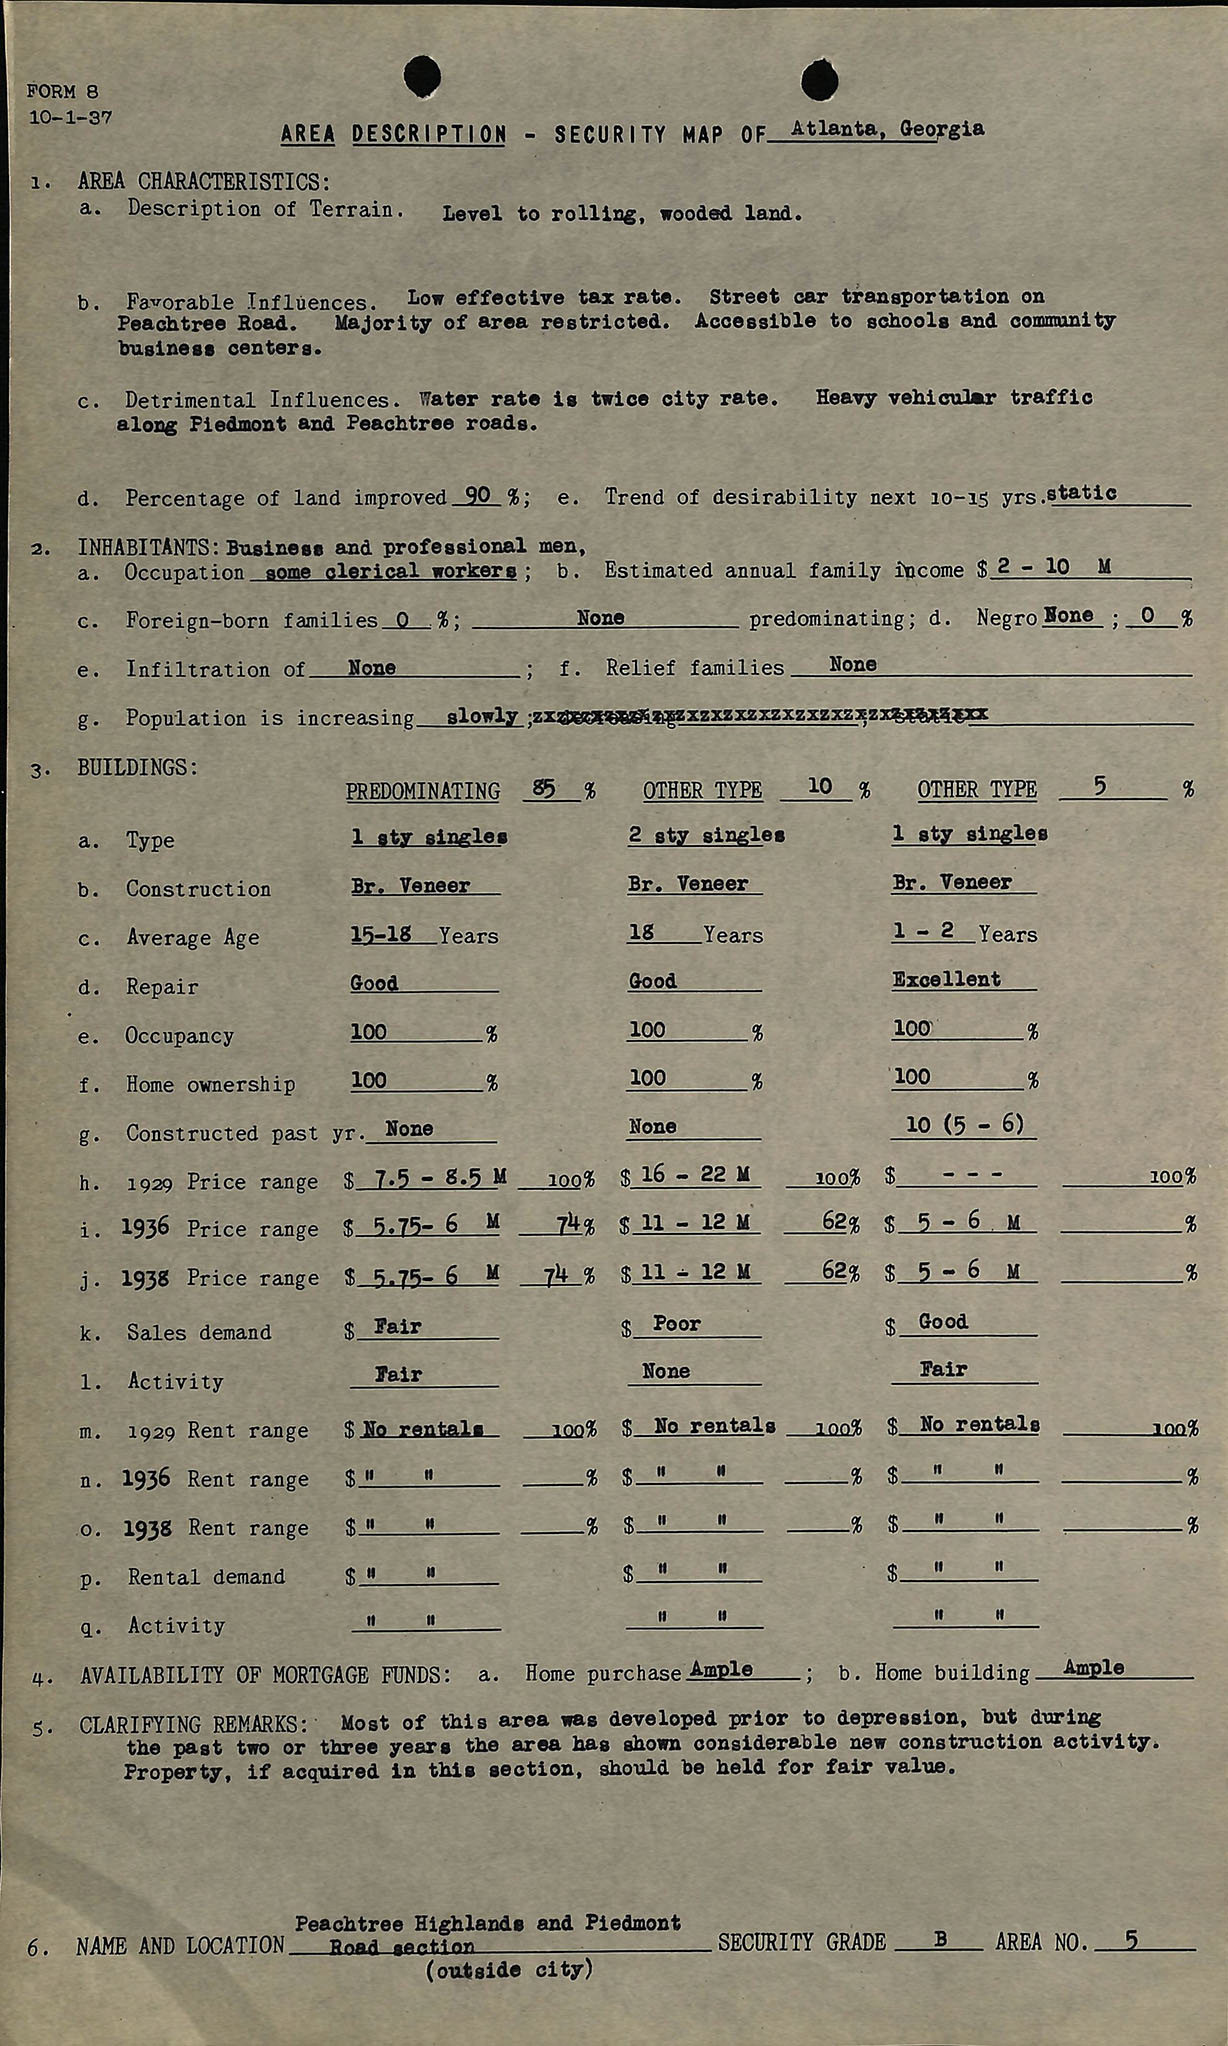 FORM 8
10-1-37
AREA DESCRIPTION - SECURITY MAP OF Atlanta, Georgia
1. AREA CHARACTERISTICS:
a. Description of Terrain. Level to rolling, wooded land.
b. Favorable Influences. Low effective tax rate. Street car transportation on
Peachtree Road. Majority of area restricted. Accessible to schools and community
business centers.
c. Detrimental Influences. Water rate is twice city rate. Heavy vehicular traffic
along Piedmont and Peachtree roads.
d. Percentage of land improved 90 %; e. Trend of desirability next 10-15 yrs. static
2. INHABITANTS: Business and professional men,
a. Occupation some clerical workers; b. Estimated annual family income $ 2 - 10 M
c. Foreign-born families 0 %; None predominating; d. Negro None ; 0 %
e. Infiltration of None ; f. Relief families None
g. Population is increasing slowly ;
3. BUILDINGS:
PREDOMINATING 85 % OTHER TYPE 10 % OTHER TYPE 5 %
a. Type 1 sty singles 2 sty singles 1 sty singles
b. Construction Br. Veneer Br. Veneer Br. Veneer
c. Average Age 15-18 Years 18 Years 1 - 2 Years
d. Repair Good Good Excellent
e. Occupancy 100 % 100 % 100 %
f. Home ownership 100 % 100 % 100 %
g. Constructed past yr. None None 10 (5 - 6)
h. 1929 Price range $ 7.5 - 8.5 M 100% $ 16 - 22 M 100% $ - - - 100%
i. 1936 Price range $ 5.75- 6 M 74% $ 11 - 12 M 62% $ 5 - 6 M %
j. 1938 Price range $ 5.75- 6 M 74 % $ 11 - 12 M 62% $ 5 - 6 M %
k. Sales demand $ Fair $ Poor $ Good
l. Activity Fair None Fair
m. 1929 Rent range $ No rentals 100% $ No rentals 100% $ No rentals 100%
n. 1936 Rent range $ " " % $ " " % $ " " %
o. 1938 Rent range $ " " % $ " " % $ " " %
p. Rental demand $ " " $ " " $ " "
q. Activity " " " " " "
4. AVAILABILITY OF MORTGAGE FUNDS: a. Home purchase Ample ; b. Home building Ample
5. CLARIFYING REMARKS: Most of this area was developed prior to depression, but during
the past two or three years the area has shown considerable new construction activity.
Property, if acquired in this section, should be held for fair value.
Peachtree Highlands and Piedmont
6. NAME AND LOCATION Road section SECURITY GRADE B AREA NO. 5
(outside city)